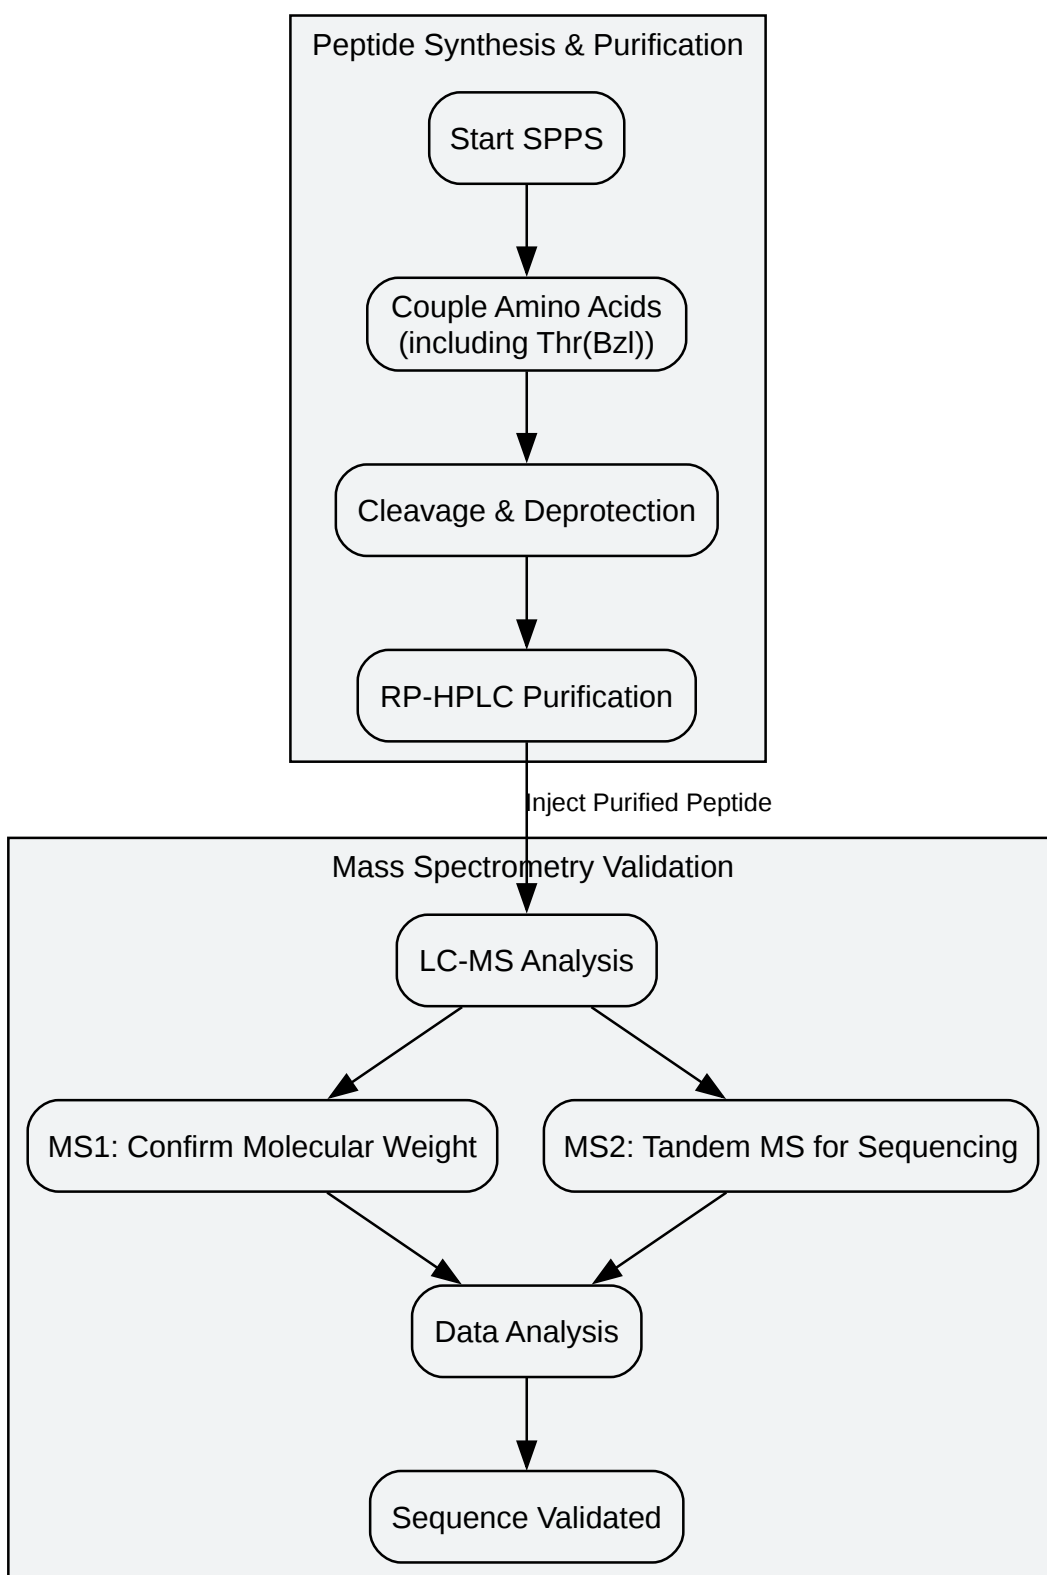 Peptide Synthesis & Purification
Start SPPS
Couple Amino Acids
(including Thr(Bzl))
Cleavage & Deprotection
RP-HPLC Purification
Inject Purified Peptide
Mass Spectrometry Validation
LC-MS Analysis
MS1: Confirm Molecular Weight
MS2: Tandem MS for Sequencing
Data Analysis
Sequence Validated